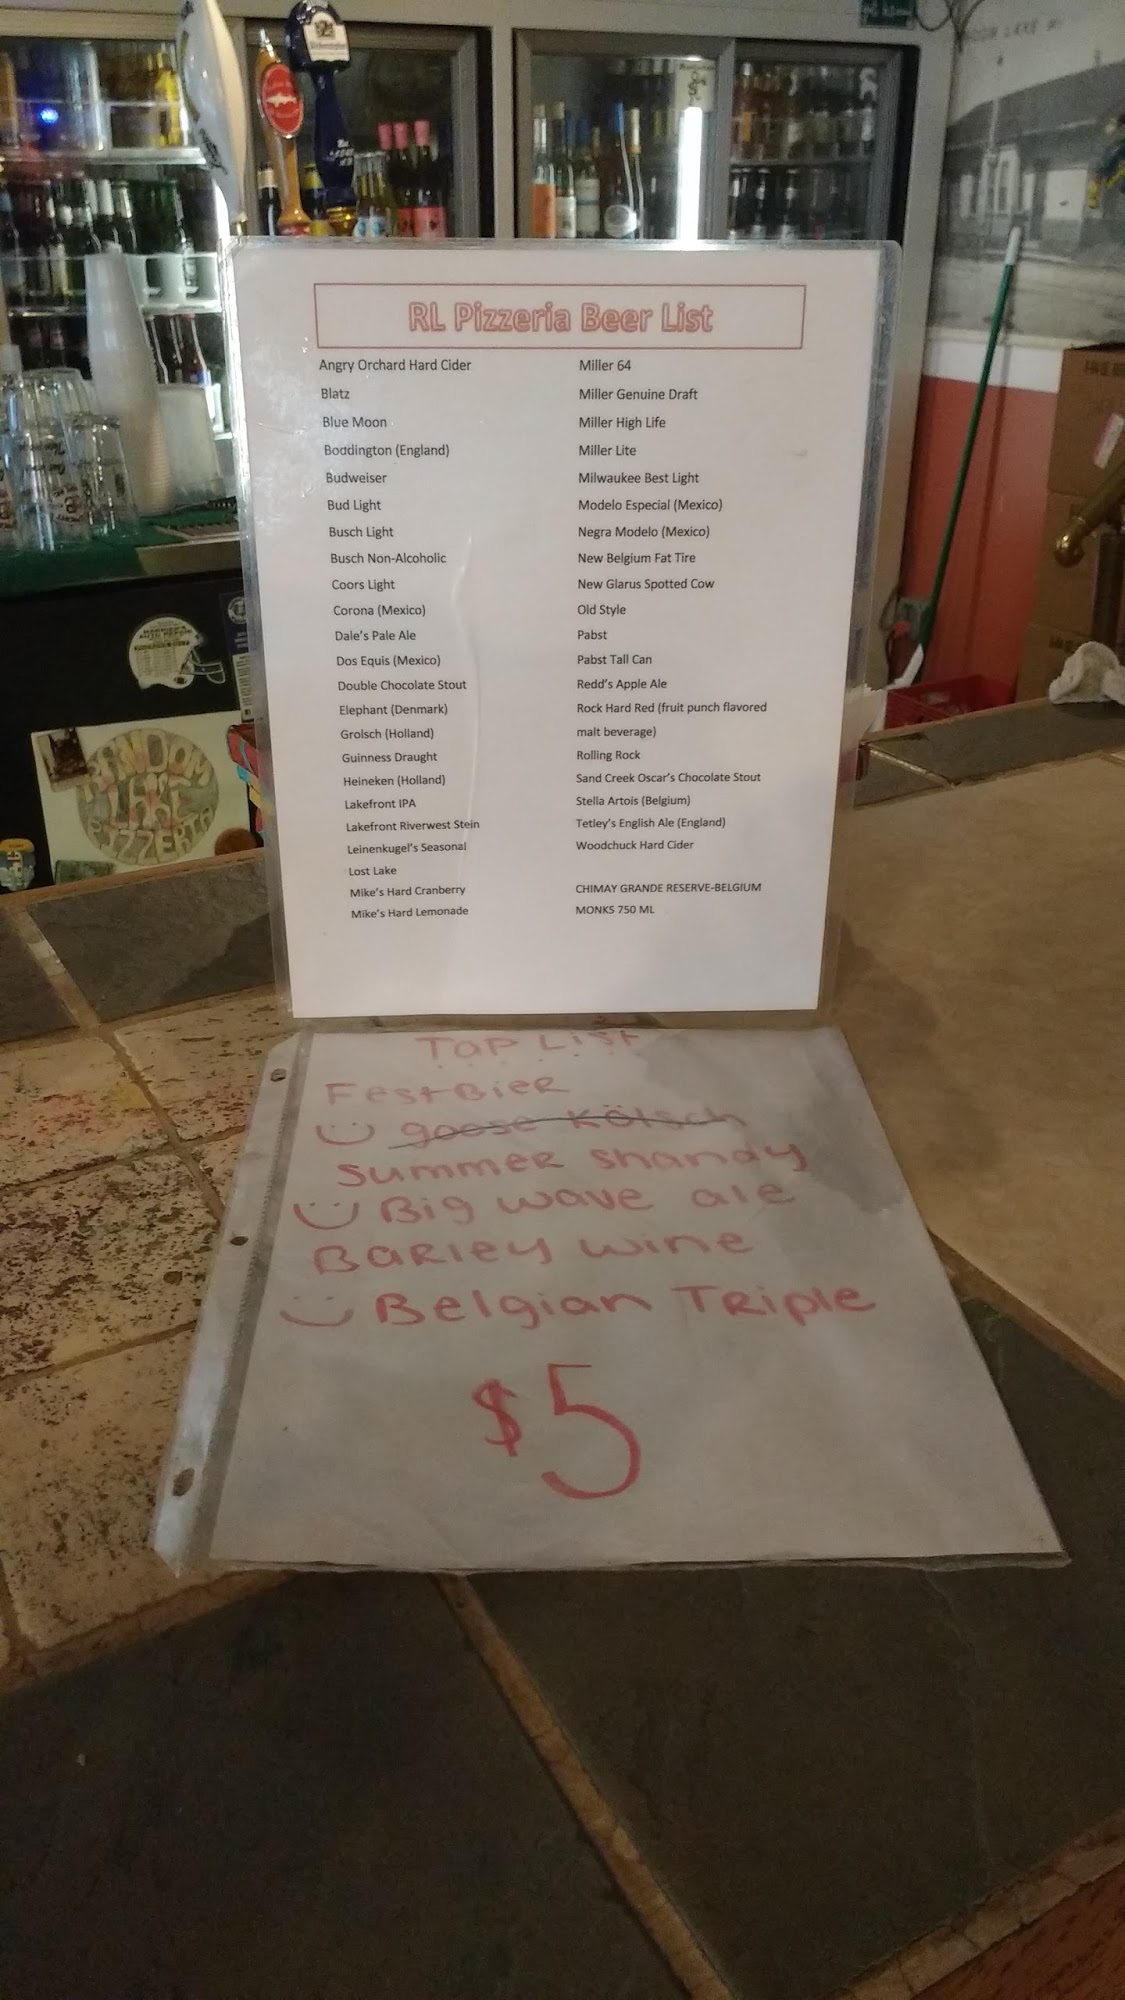 RL Pizzeria Beer List
Angry Orchard Hard Cider
Blatz
Blue Moon
Boddington (England)
Budweiser
Bud Light
Busch Light
Busch Non-Alcoholic
Coors Light
Corona (Mexico)
Dale's Pale Ale
Dos Equis (Mexico)
Double Chocolate Stout
Elephant (Denmark)
Grolsch (Holland)
Guinness Draught
Heineken (Holland)
Lakefront IPA
Lakefront Riverwest Stein
Leinenkugel's Seasonal
Lost Lake
Mike's Hard Cranberry
Mike's Hard Lemonade
Miller 64
Miller Genuine Draft
Miller High Life
Miller Lite
Milwaukee Best Light
Modelo Especial (Mexico)
Negra Modelo (Mexico)
New Belgium Fat Tire
New Glarus Spotted Cow
Old Style
Pabst
Pabst Tall Can
Redd's Apple Ale
Rock Hard Red (fruit punch flavored
malt beverage)
Rolling Rock
Sand Creek Oscar's Chocolate Stout
Stella Artois (Belgium)
Tetley's English Ale (England)
Woodchuck Hard Cider
CHIMAY GRANDE RESERVE-BELGIUM
MONKS 750 ML
Tap List
FestBier
goose Kölsch
Summer Shandy
Big wave ale
Barley wine
Belgian Triple
$5
RANDOM
LAKE
PIZZERIA